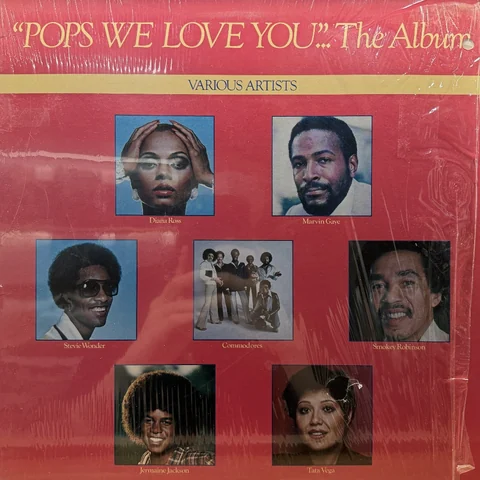 "POPS WE LOVE YOU"... The Album
VARIOUS ARTISTS
Diana Ross
Marvin Gaye
Stevie Wonder
Commodores
Smokey Robinson
Jermaine Jackson
Tata Vega